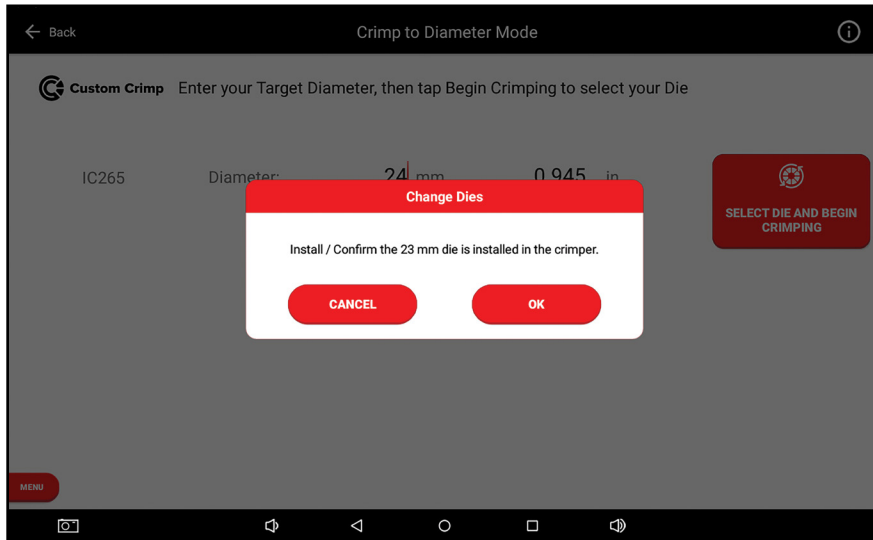 Back
Crimp to Diameter Mode
Custom Crimp
Enter your Target Diameter, then tap Begin Crimping to select your Die
IC265
Diameter:
24 mm
0.945 in
SELECT DIE AND BEGIN
CRIMPING
Change Dies
Install / Confirm the 23 mm die is installed in the crimper.
CANCEL
OK
MENU